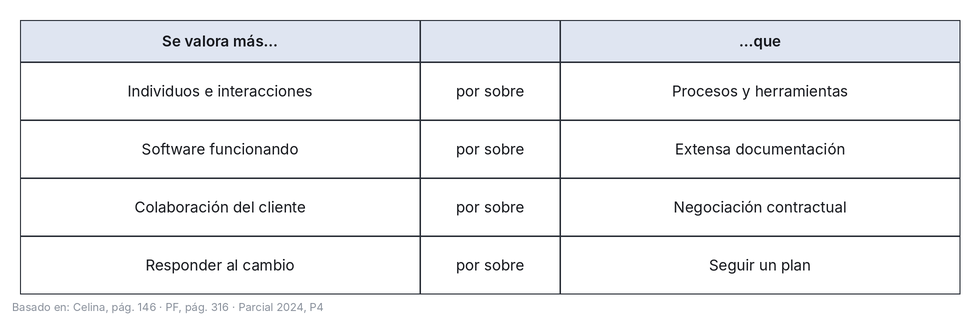 Se valora más... ...que
Individuos e interacciones por sobre Procesos y herramientas
Software funcionando por sobre Extensa documentación
Colaboración del cliente por sobre Negociación contractual
Responder al cambio por sobre Seguir un plan
Basado en: Celina, pág. 146 · PF, pág. 316 · Parcial 2024, P4